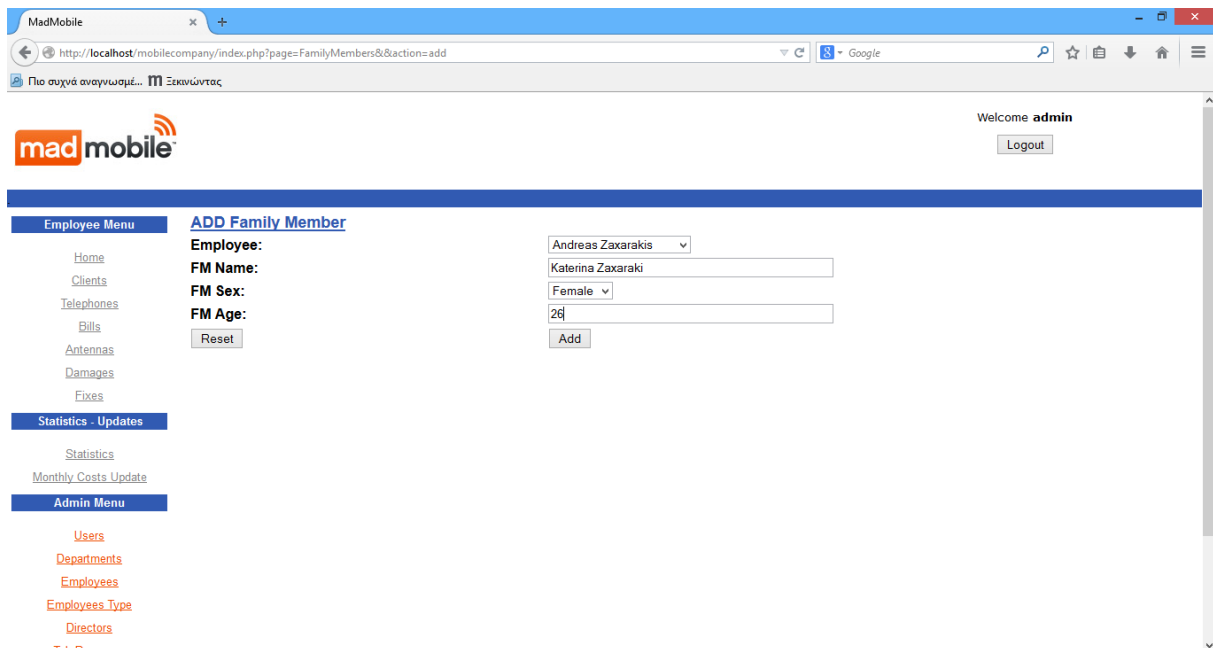 MadMobile
http://localhost/mobilecompany/index.php?page=FamilyMembers&&action=add
Google
Πιο συχνά αναγνωσμέ...
Ξεκινώντας
mad mobile
Welcome admin
Logout
Employee Menu
Home
Clients
Telephones
Bills
Antennas
Damages
Fixes
Statistics - Updates
Statistics
Monthly Costs Update
Admin Menu
Users
Departments
Employees
Employees Type
Directors
ADD Family Member
Employee: Andreas Zaxarakis
FM Name: Katerina Zaxaraki
FM Sex: Female
FM Age: 26
Reset Add